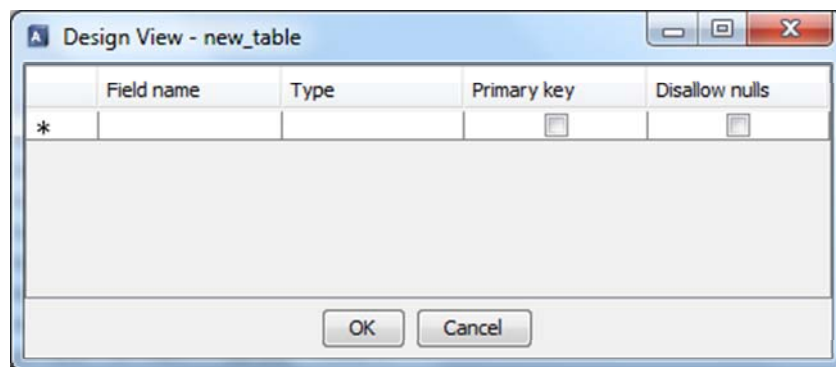 Design View - new_table
Field name Type Primary key Disallow nulls
*
OK Cancel